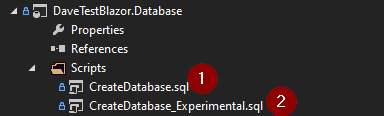 DaveTestBlazor.Database
Properties
References
Scripts
CreateDatabase.sql 1
CreateDatabase_Experimental.sql 2